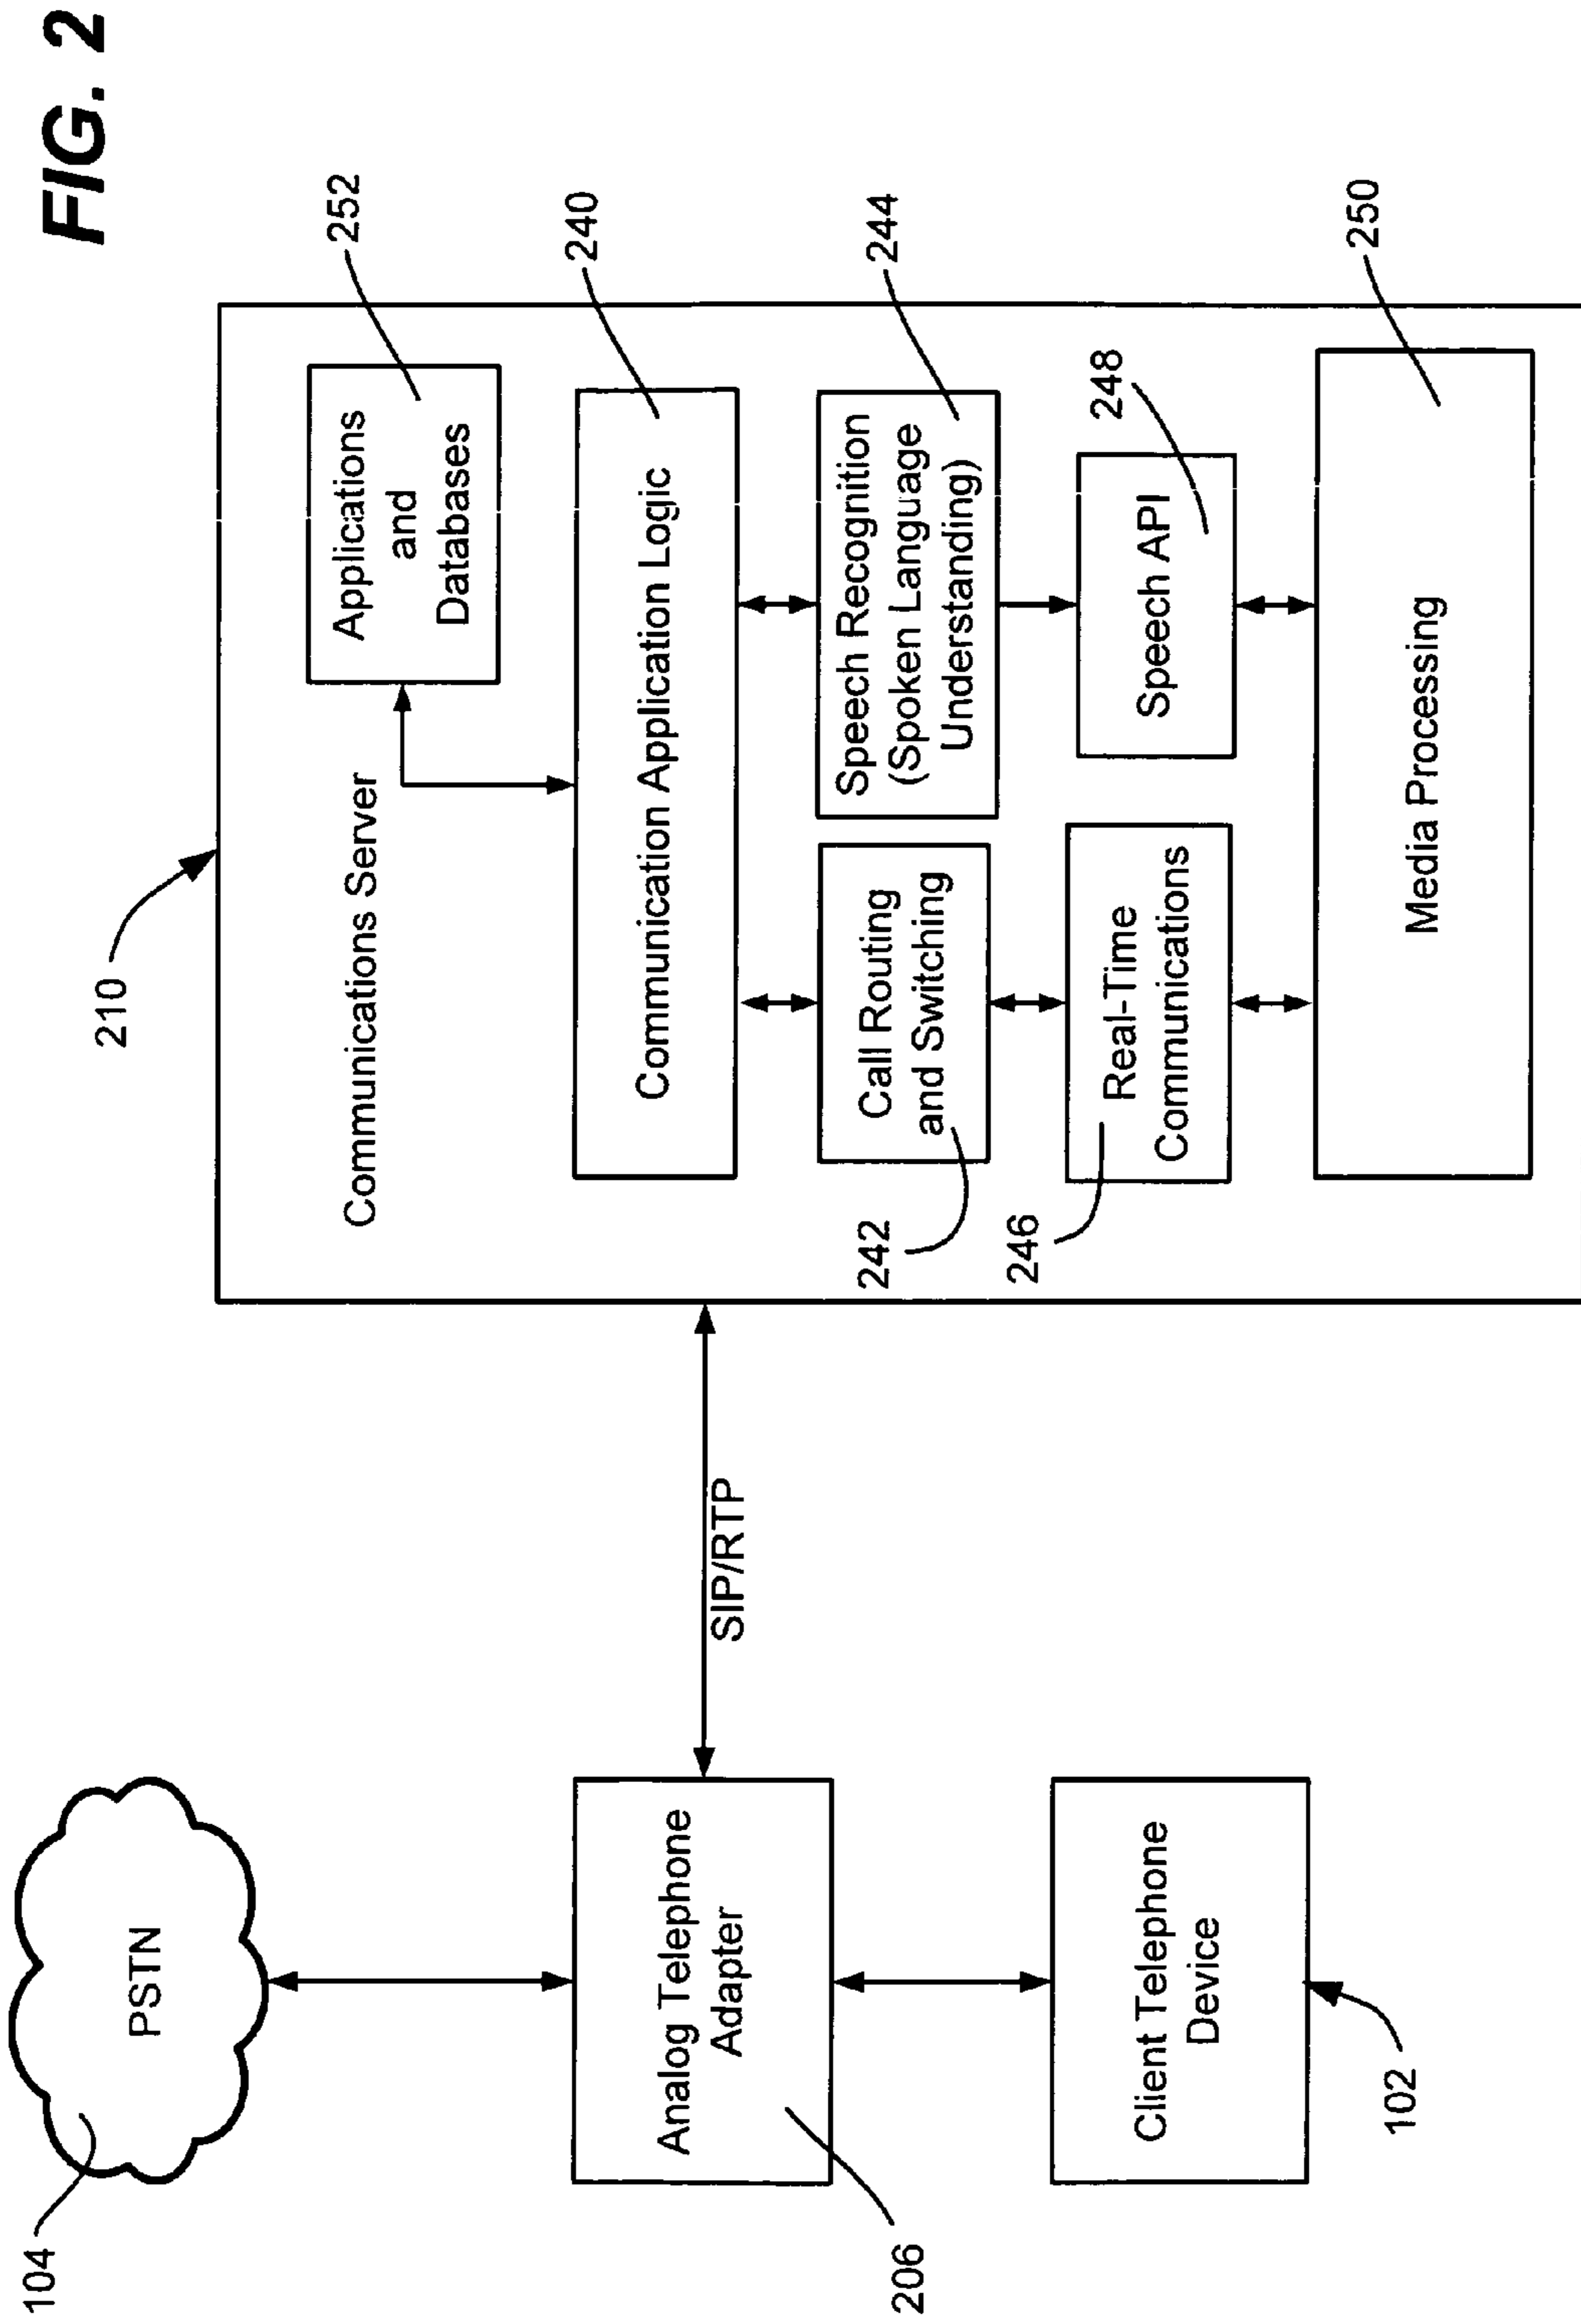 FIG. 2
104
PSTN
Analog Telephone
Adapter
206
Client Telephone
Device
102
SIP/RTP
210
Communications Server
Applications
and
Databases
252
Communication Application Logic
240
Call Routing
and Switching
242
Speech Recognition
(Spoken Language
Understanding)
244
Real-Time
Communications
246
Speech API
248
Media Processing
250